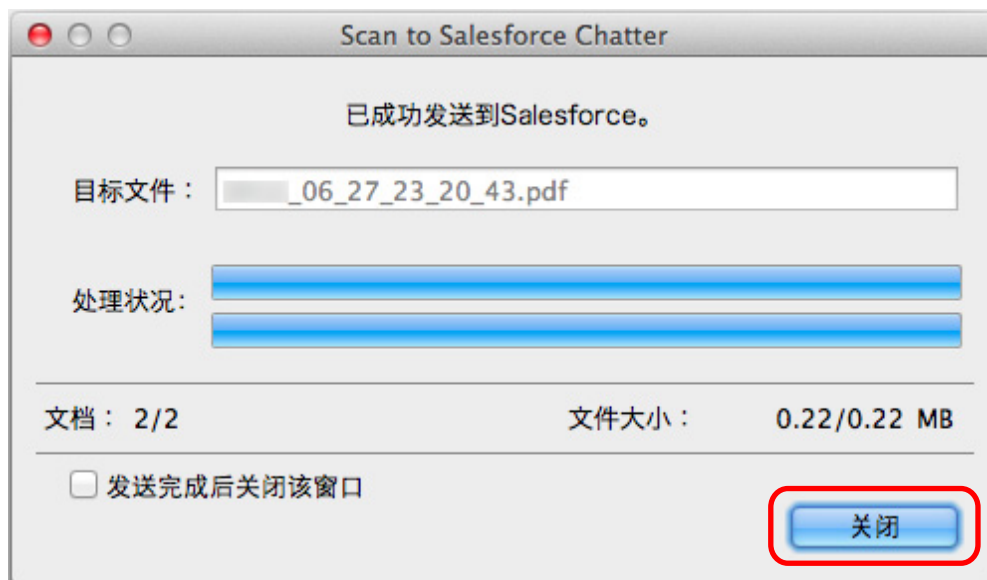 Scan to Salesforce Chatter
已成功发送到Salesforce。
目标文件： _06_27_23_20_43.pdf
处理状况：
文档： 2/2 文件大小： 0.22/0.22 MB
发送完成后关闭该窗口
关闭